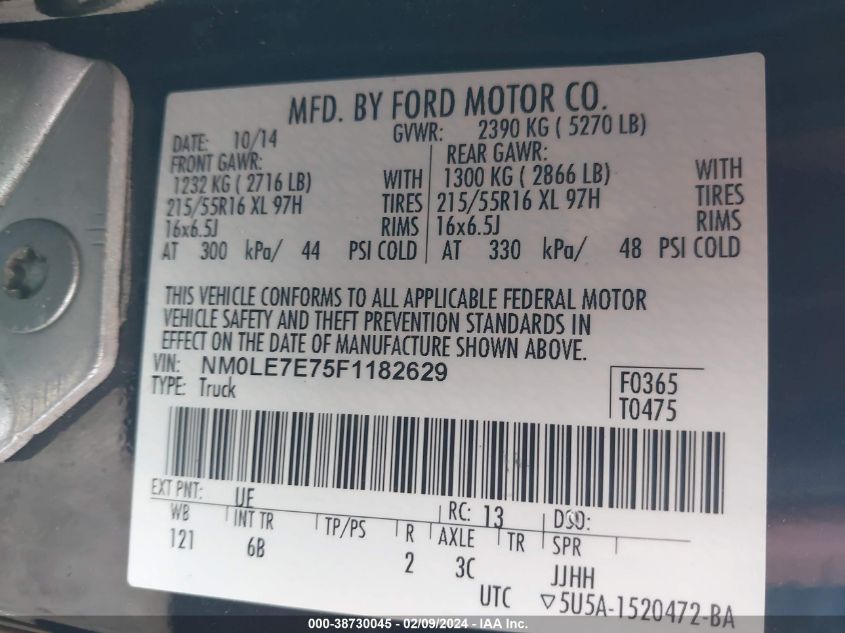 MFD. BY FORD MOTOR CO.
DATE: 10/14 GVWR: 2390 KG ( 5270 LB)
FRONT GAWR: REAR GAWR:
1232 KG ( 2716 LB) WITH 1300 KG ( 2866 LB) WITH
215/55R16 XL 97H TIRES 215/55R16 XL 97H TIRES
16x6.5J RIMS 16x6.5J RIMS
AT 300 kPa/ 44 PSI COLD AT 330 kPa/ 48 PSI COLD
THIS VEHICLE CONFORMS TO ALL APPLICABLE FEDERAL MOTOR
VEHICLE SAFETY AND THEFT PREVENTION STANDARDS IN
EFFECT ON THE DATE OF MANUFACTURE SHOWN ABOVE.
VIN: NM0LE7E75F1182629
TYPE: Truck
F0365
T0475
EXT PNT: UE RC: 13 DSO:
WB INT TR TP/PS R AXLE TR SPR
121 6B 2 3C JJHH
UTC ▽5U5A-1520472-BA
000-38730045 - 02/09/2024 - IAA Inc.